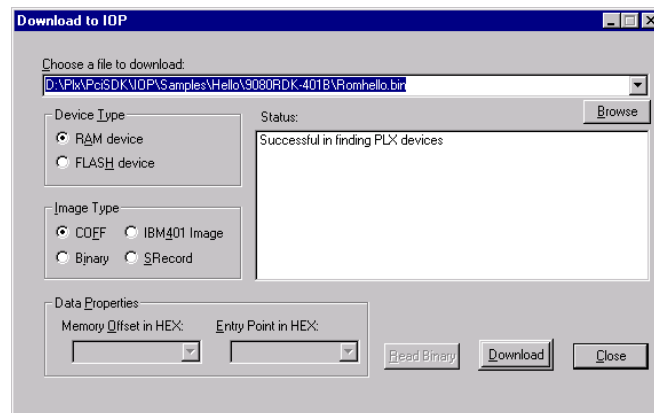 Download to IOP
Choose a file to download:
D:\Plx\PciSDK\IOP\Samples\Hello\9080RDK-401B\Romhello.bin
Browse
Device Type
RAM device
FLASH device
Status:
Successful in finding PLX devices
Image Type
COFF IBM401 Image
Binary SRecord
Data Properties
Memory Offset in HEX: Entry Point in HEX:
Read Binary Download Close